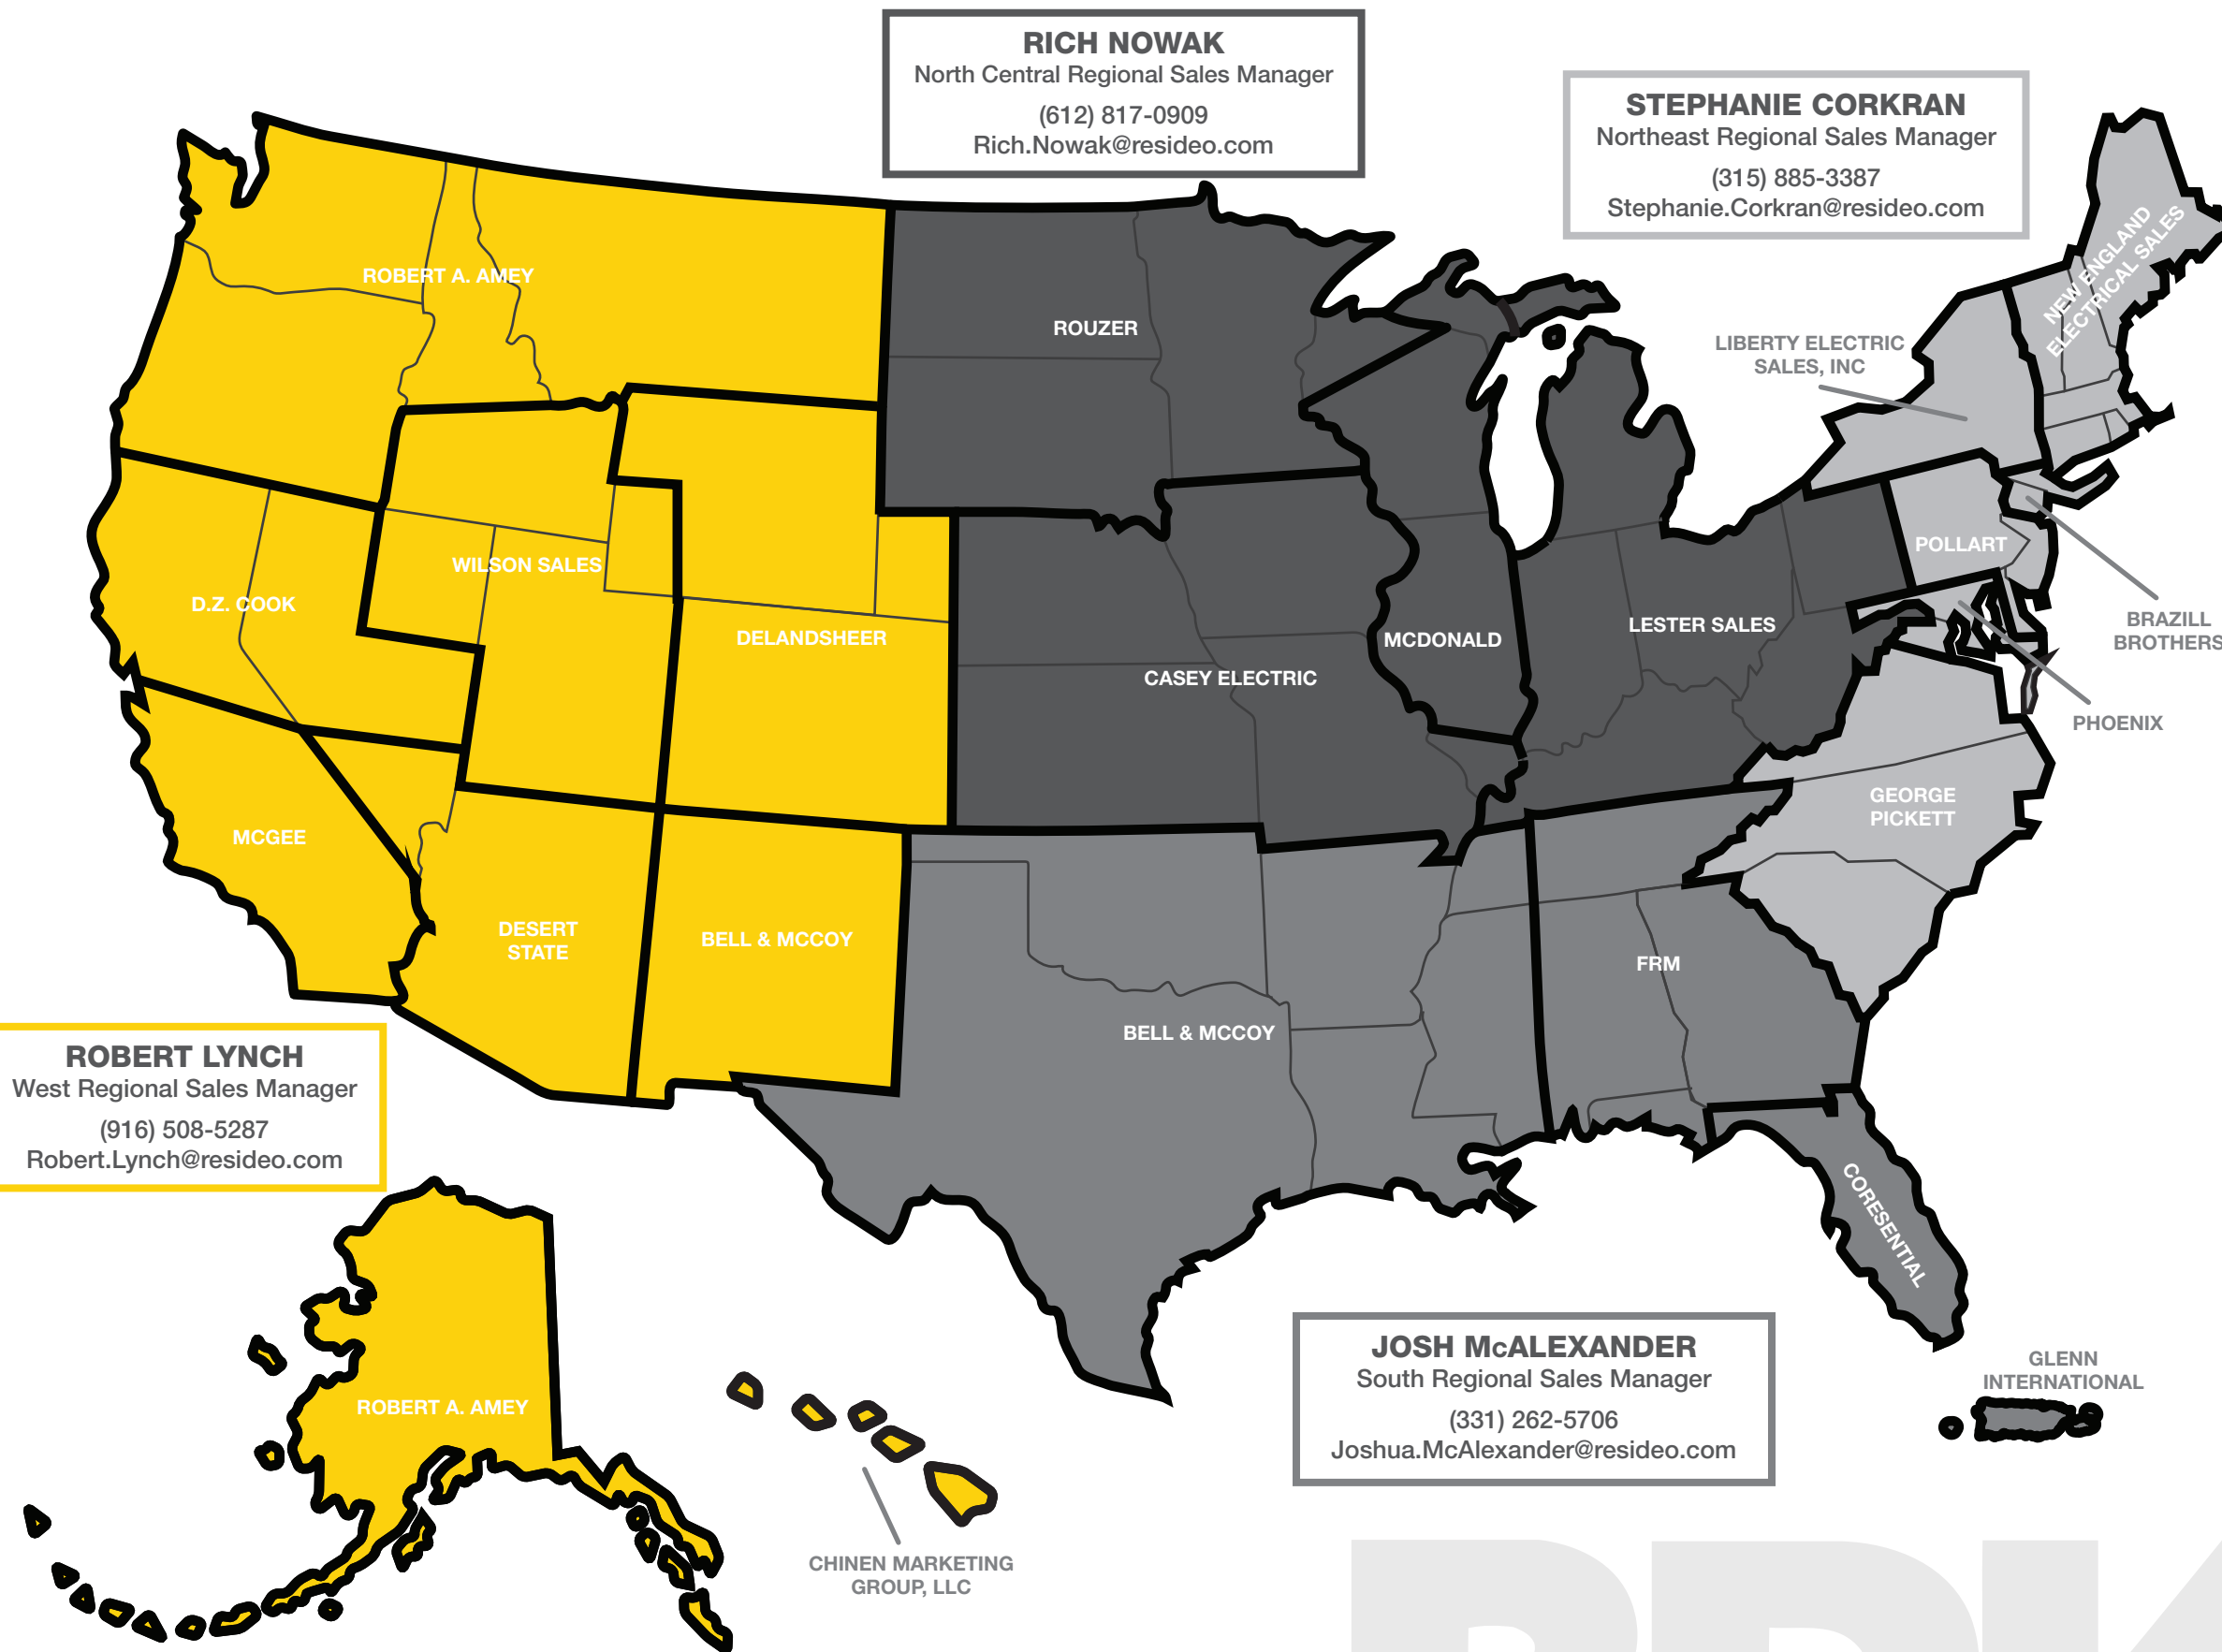 RICH NOWAK
North Central Regional Sales Manager
(612) 817-0909
Rich.Nowak@resideo.com
STEPHANIE CORKRAN
Northeast Regional Sales Manager
(315) 885-3387
Stephanie.Corkran@resideo.com
NEW ENGLAND
ELECTRICAL SALES
ROBERT A. AMEY
ROUZER
LIBERTY ELECTRIC
SALES, INC
POLLART
WILSON SALES
D.Z. COOK
DELANDSHEER
MCDONALD
LESTER SALES
BRAZILL
BROTHERS
CASEY ELECTRIC
PHOENIX
MCGEE
GEORGE
PICKETT
DESERT
STATE
BELL & MCCOY
FRM
BELL & MCCOY
ROBERT LYNCH
West Regional Sales Manager
(916) 508-5287
Robert.Lynch@resideo.com
CORESENTIAL
JOSH McALEXANDER
South Regional Sales Manager
(331) 262-5706
Joshua.McAlexander@resideo.com
GLENN
INTERNATIONAL
ROBERT A. AMEY
CHINEN MARKETING
GROUP, LLC
BRK